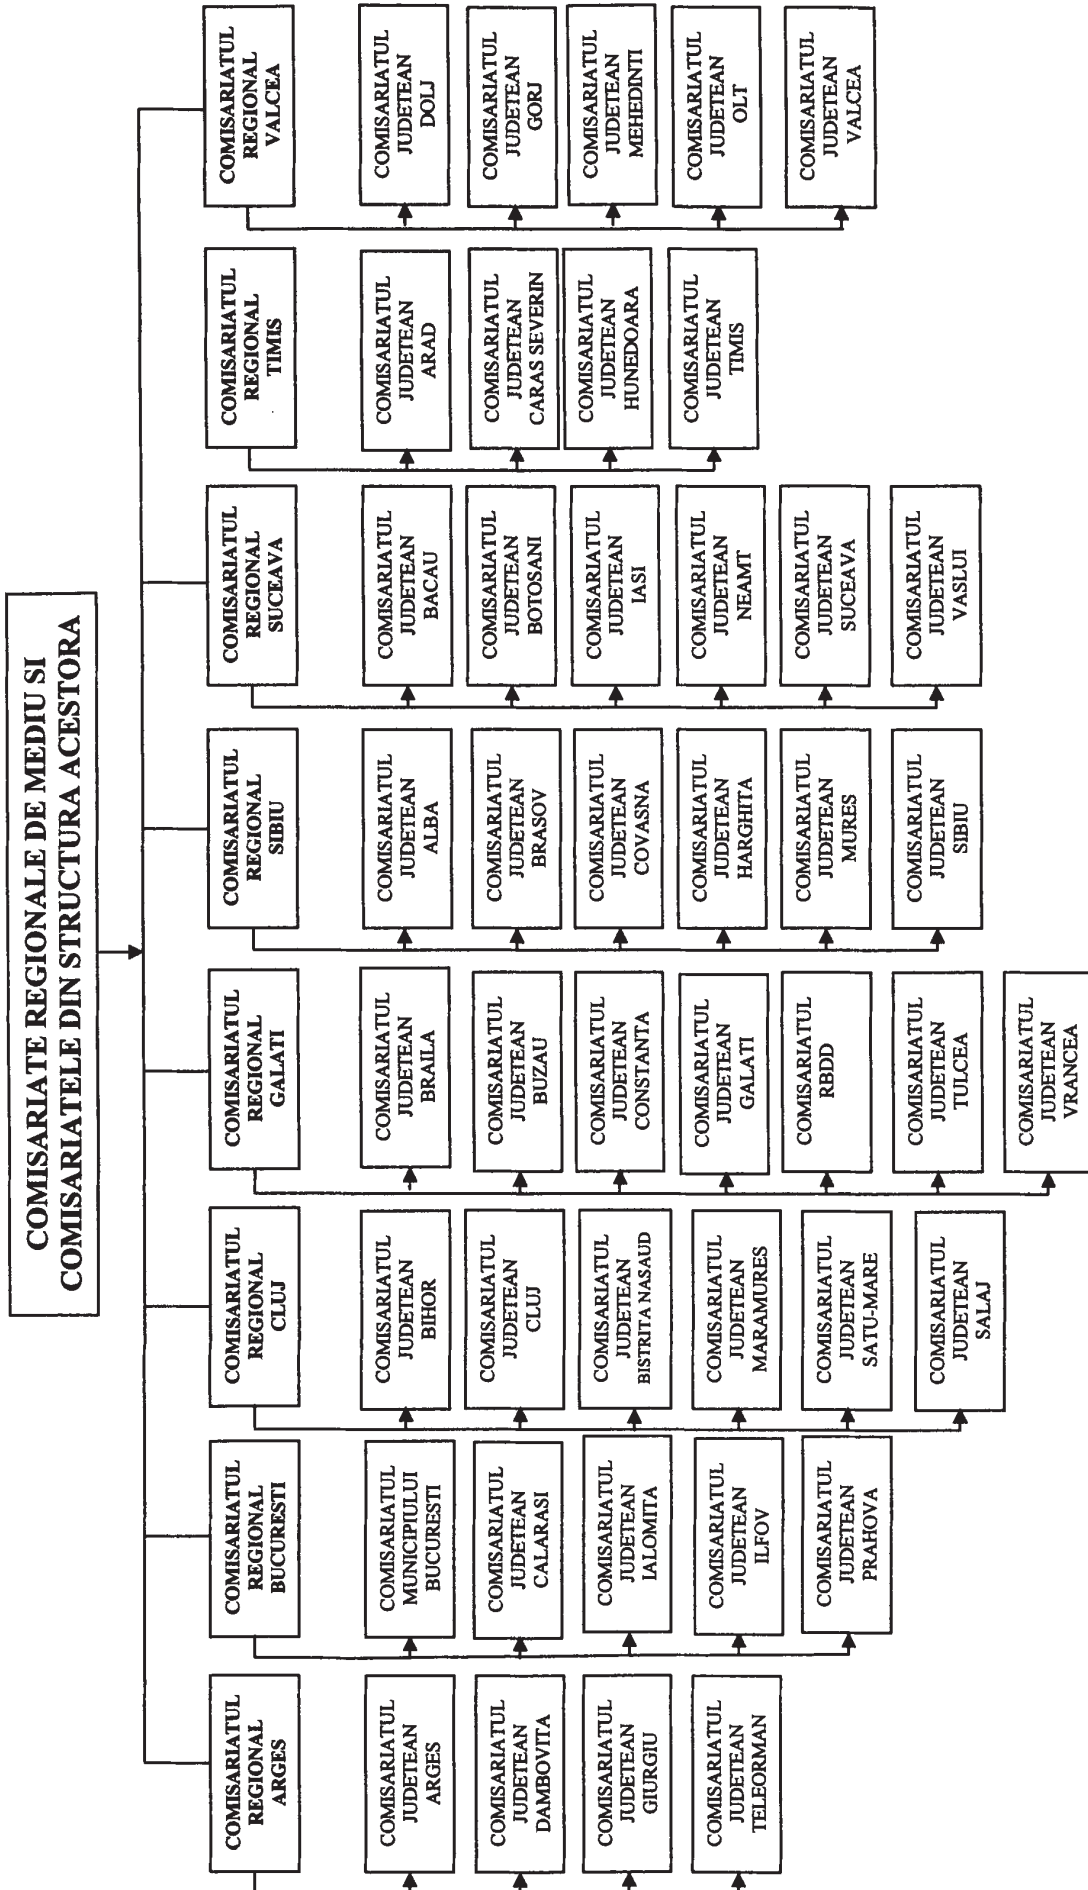 COMISARIATE REGIONALE DE MEDIU SI
COMISARIATELE DIN STRUCTURA ACESTORA
COMISARIATUL
REGIONAL
ARGES
COMISARIATUL
JUDETEAN
ARGES
COMISARIATUL
JUDETEAN
DAMBOVITA
COMISARIATUL
JUDETEAN
GIURGIU
COMISARIATUL
JUDETEAN
TELEORMAN
COMISARIATUL
REGIONAL
BUCURESTI
COMISARIATUL
MUNICIPIULUI
BUCURESTI
COMISARIATUL
JUDETEAN
CALARASI
COMISARIATUL
JUDETEAN
IALOMITA
COMISARIATUL
JUDETEAN
ILFOV
COMISARIATUL
JUDETEAN
PRAHOVA
COMISARIATUL
REGIONAL
CLUJ
COMISARIATUL
JUDETEAN
BIHOR
COMISARIATUL
JUDETEAN
CLUJ
COMISARIATUL
JUDETEAN
BISTRITA NASAUD
COMISARIATUL
JUDETEAN
MARAMURES
COMISARIATUL
JUDETEAN
SATU-MARE
COMISARIATUL
JUDETEAN
SALAJ
COMISARIATUL
REGIONAL
GALATI
COMISARIATUL
JUDETEAN
BRAILA
COMISARIATUL
JUDETEAN
BUZAU
COMISARIATUL
JUDETEAN
CONSTANTA
COMISARIATUL
JUDETEAN
GALATI
COMISARIATUL
RBDD
COMISARIATUL
JUDETEAN
TULCEA
COMISARIATUL
JUDETEAN
VRANCEA
COMISARIATUL
REGIONAL
SIBIU
COMISARIATUL
JUDETEAN
ALBA
COMISARIATUL
JUDETEAN
BRASOV
COMISARIATUL
JUDETEAN
COVASNA
COMISARIATUL
JUDETEAN
HARGHITA
COMISARIATUL
JUDETEAN
MURES
COMISARIATUL
JUDETEAN
SIBIU
COMISARIATUL
REGIONAL
SUCEAVA
COMISARIATUL
JUDETEAN
BACAU
COMISARIATUL
JUDETEAN
BOTOSANI
COMISARIATUL
JUDETEAN
IASI
COMISARIATUL
JUDETEAN
NEAMT
COMISARIATUL
JUDETEAN
SUCEAVA
COMISARIATUL
JUDETEAN
VASLUI
COMISARIATUL
REGIONAL
TIMIS
COMISARIATUL
JUDETEAN
ARAD
COMISARIATUL
JUDETEAN
CARAS SEVERIN
COMISARIATUL
JUDETEAN
HUNEDOARA
COMISARIATUL
JUDETEAN
TIMIS
COMISARIATUL
REGIONAL
VALCEA
COMISARIATUL
JUDETEAN
DOLJ
COMISARIATUL
JUDETEAN
GORJ
COMISARIATUL
JUDETEAN
MEHEDINTI
COMISARIATUL
JUDETEAN
OLT
COMISARIATUL
JUDETEAN
VALCEA